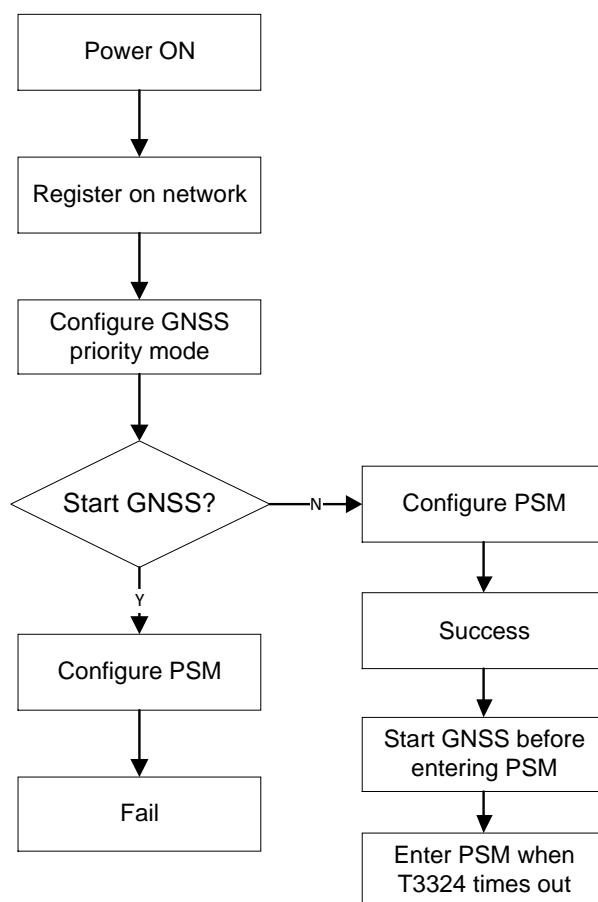 Power ON
Register on network
Configure GNSS
priority mode
Start GNSS?
N
Configure PSM
Y
Configure PSM
Success
Fail
Start GNSS before
entering PSM
Enter PSM when
T3324 times out